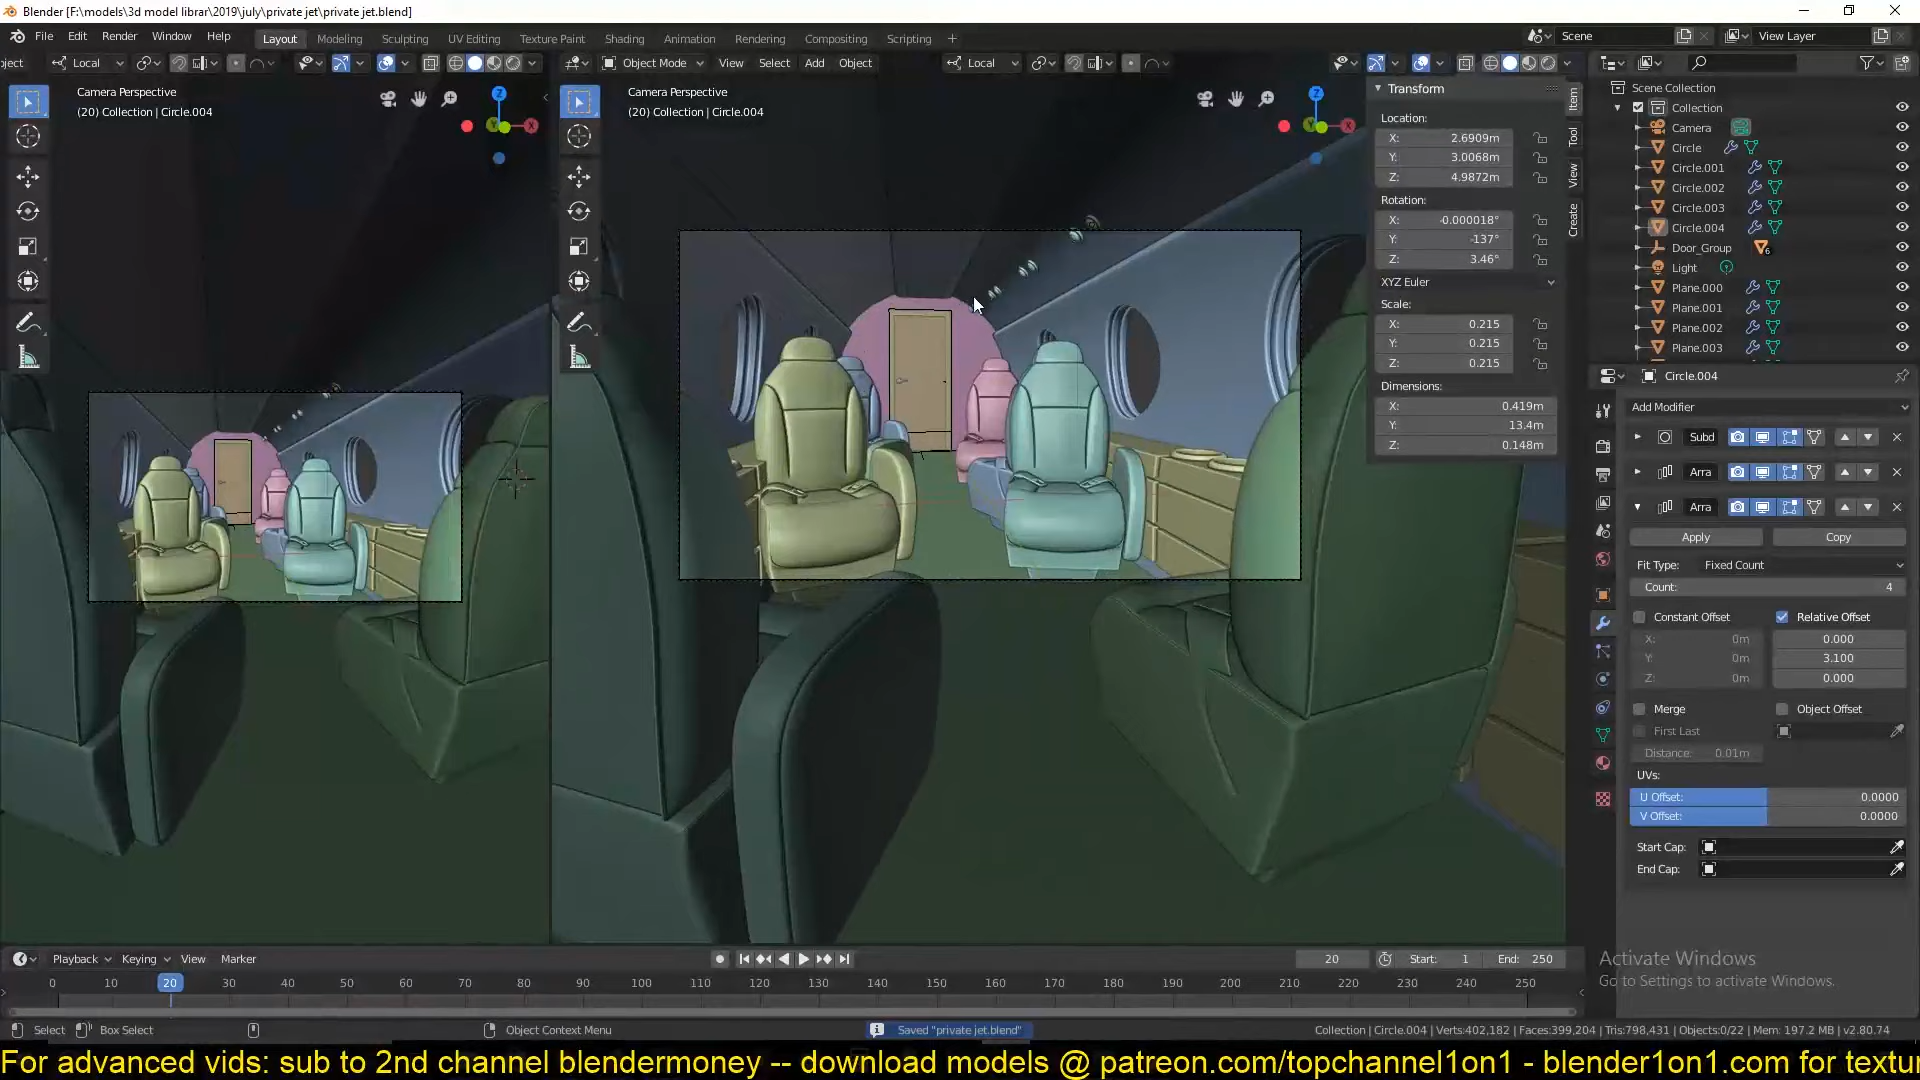 Blender [F:\models\3d model librar\2019\july\private jet\private jet.blend]
File Edit Render Window Help Layout Modeling Sculpting UV Editing Texture Paint Shading Animation Rendering Compositing Scripting + Scene View Layer
ject Local Object Mode View Select Add Object Local
Camera Perspective
(20) Collection | Circle.004
Camera Perspective
(20) Collection | Circle.004
Transform
Location:
X: 2.6909m
Y: 3.0068m
Z: 4.9872m
Rotation:
X: -0.000018°
Y: -137°
Z: 3.46°
XYZ Euler
Scale:
X: 0.215
Y: 0.215
Z: 0.215
Dimensions:
X: 0.419m
Y: 13.4m
Z: 0.148m
Item
Tool
View
Create
Scene Collection
Collection
Camera
Circle
Circle.001
Circle.002
Circle.003
Circle.004
Door_Group 6
Light
Plane.000
Plane.001
Plane.002
Plane.003
Circle.004
Add Modifier
Subd
Arra
Arra
Apply Copy
Fit Type: Fixed Count
Count: 4
Constant Offset Relative Offset
X: 0m 0.000
Y: 0m 3.100
Z: 0m 0.000
Merge Object Offset
First Last
Distance: 0.01m
UVs:
U Offset: 0.0000
V Offset: 0.0000
Start Cap:
End Cap:
Activate Windows
Go to Settings to activate Windows.
Playback Keying View Marker 20 Start: 1 End: 250
0 10 20 30 40 50 60 70 80 90 100 110 120 130 140 150 160 170 180 190 200 210 220 230 240 250
Select Box Select Object Context Menu Saved "private jet.blend" Collection | Circle.004 | Verts:402,182 | Faces:399,204 | Tris:798,431 | Objects:0/22 | Mem: 197.2 MB | v2.80.74
For advanced vids: sub to 2nd channel blendermoney -- download models @ patreon.com/topchannel1on1 - blender1on1.com for textur